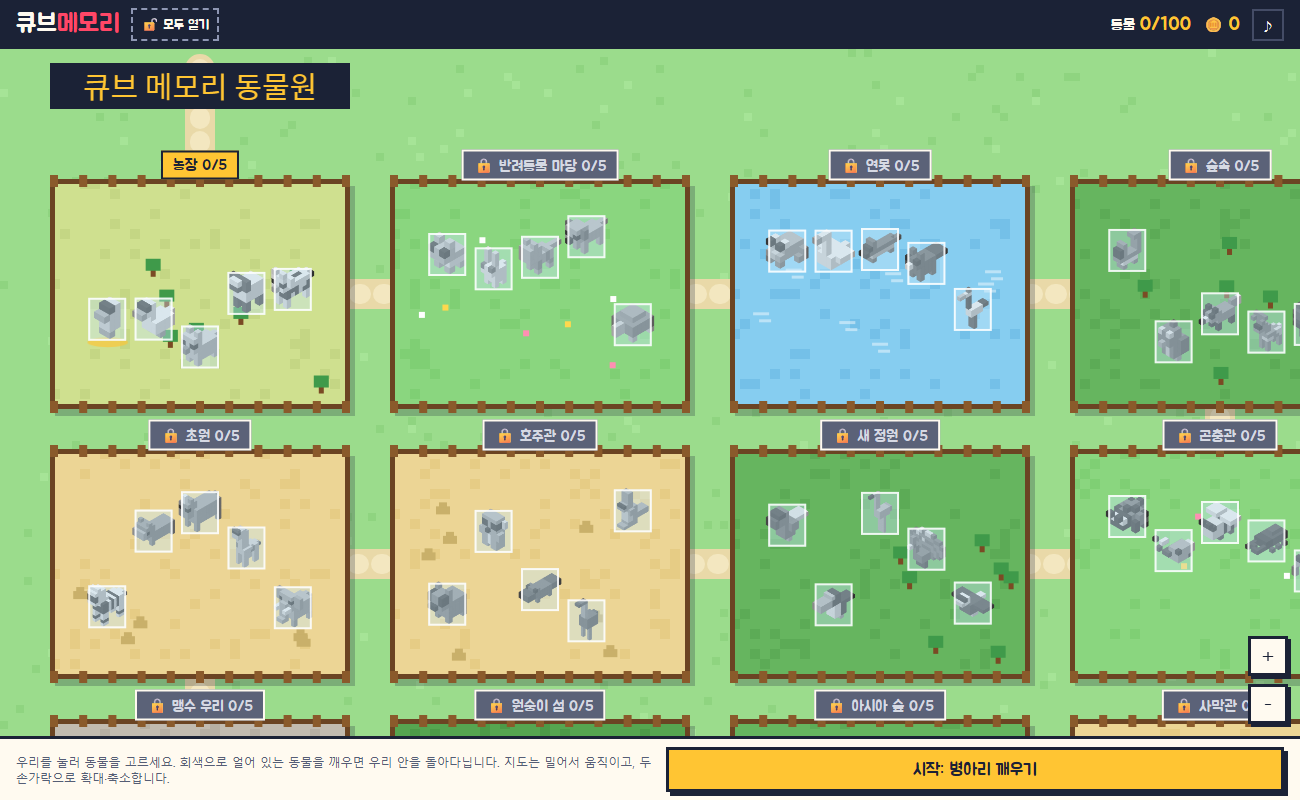 큐브메모리
모두 열기
동물 0/100
0
♪
큐브 메모리 동물원
농장 0/5
반려동물 마당 0/5
연못 0/5
숲속 0/5
초원 0/5
호주관 0/5
새 정원 0/5
곤충관 0/5
+
-
맹수 우리 0/5
원숭이 섬 0/5
아시아 숲 0/5
사막관 0
우리를 눌러 동물을 고르세요. 회색으로 얼어 있는 동물을 깨우면 우리 안을 돌아다닙니다. 지도는 밀어서 움직이고, 두
손가락으로 확대·축소합니다.
시작: 병아리 깨우기